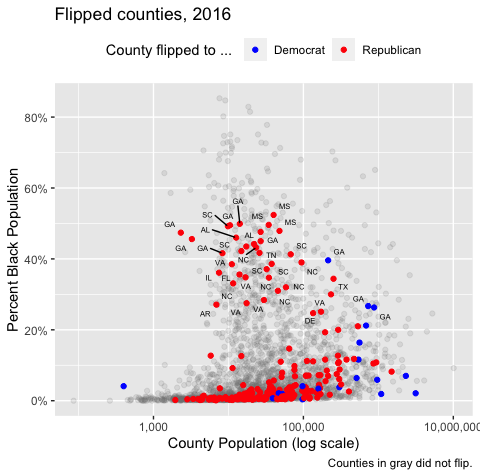 Flipped counties, 2016
County flipped to ... Democrat Republican
Percent Black Population
80%
60%
40%
20%
0%
GA
SC
GA
MS
GA
AL
MS
GA
GA
SC
AL
GA
GA
VA
NC
TN
SC
IL
FL
SC
SC
NC
NC
VA
NC
NC
TX
AR
NC
VA
VA
NC
VA
DE
GA
GA
1,000
100,000
10,000,000
County Population (log scale)
Counties in gray did not flip.